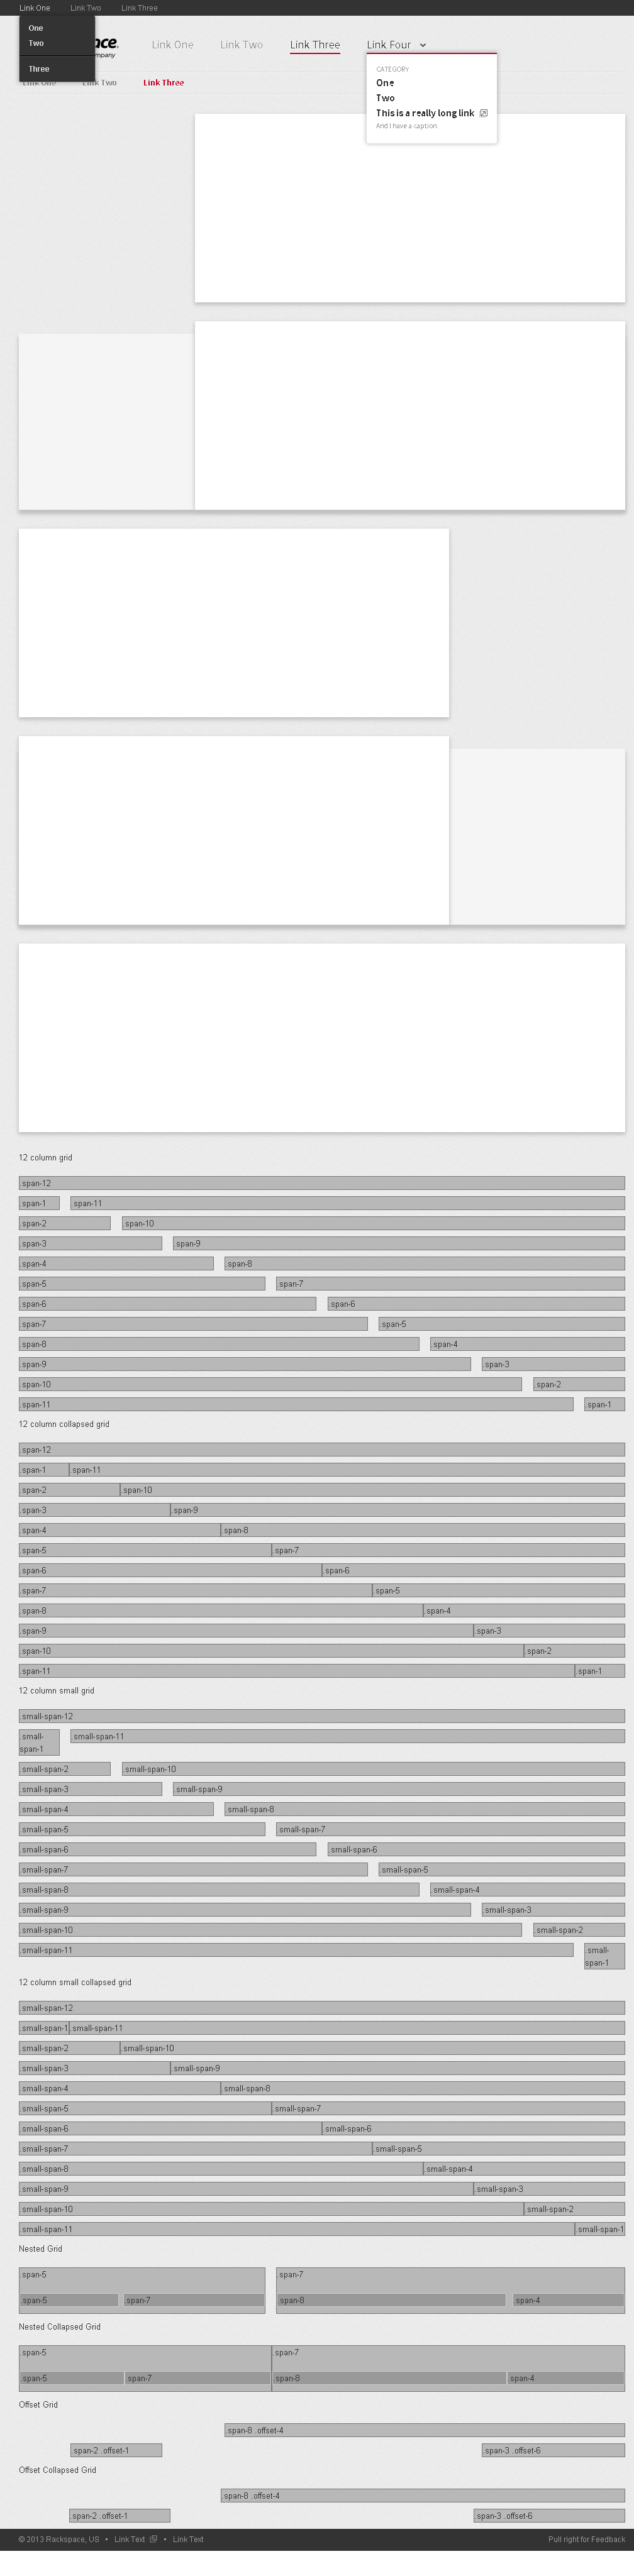 Link One Link Two Link Three
One
Two
Three
Link One Link Two Link Three Link Four
Link One Link Two Link Three
CATEGORY
One
Two
This is a really long link
And I have a caption.
12 column grid
.span-12
.span-1 .span-11
.span-2 .span-10
.span-3 .span-9
.span-4 .span-8
.span-5 .span-7
.span-6 .span-6
.span-7 .span-5
.span-8 .span-4
.span-9 .span-3
.span-10 .span-2
.span-11 .span-1
12 column collapsed grid
.span-12
.span-1 .span-11
.span-2 .span-10
.span-3 .span-9
.span-4 .span-8
.span-5 .span-7
.span-6 .span-6
.span-7 .span-5
.span-8 .span-4
.span-9 .span-3
.span-10 .span-2
.span-11 .span-1
12 column small grid
.small-span-12
.small-span-1 .small-span-11
.small-span-2 .small-span-10
.small-span-3 .small-span-9
.small-span-4 .small-span-8
.small-span-5 .small-span-7
.small-span-6 .small-span-6
.small-span-7 .small-span-5
.small-span-8 .small-span-4
.small-span-9 .small-span-3
.small-span-10 .small-span-2
.small-span-11 .small-span-1
12 column small collapsed grid
.small-span-12
.small-span-1 .small-span-11
.small-span-2 .small-span-10
.small-span-3 .small-span-9
.small-span-4 .small-span-8
.small-span-5 .small-span-7
.small-span-6 .small-span-6
.small-span-7 .small-span-5
.small-span-8 .small-span-4
.small-span-9 .small-span-3
.small-span-10 .small-span-2
.small-span-11 .small-span-1
Nested Grid
.span-5 .span-7
.span-5 .span-7 .span-8 .span-4
Nested Collapsed Grid
.span-5 .span-7
.span-5 .span-7 .span-8 .span-4
Offset Grid
.span-8 .offset-4
.span-2 .offset-1 .span-3 .offset-6
Offset Collapsed Grid
.span-8 .offset-4
.span-2 .offset-1 .span-3 .offset-6
© 2013 Rackspace, US • Link Text • Link Text Pull right for Feedback